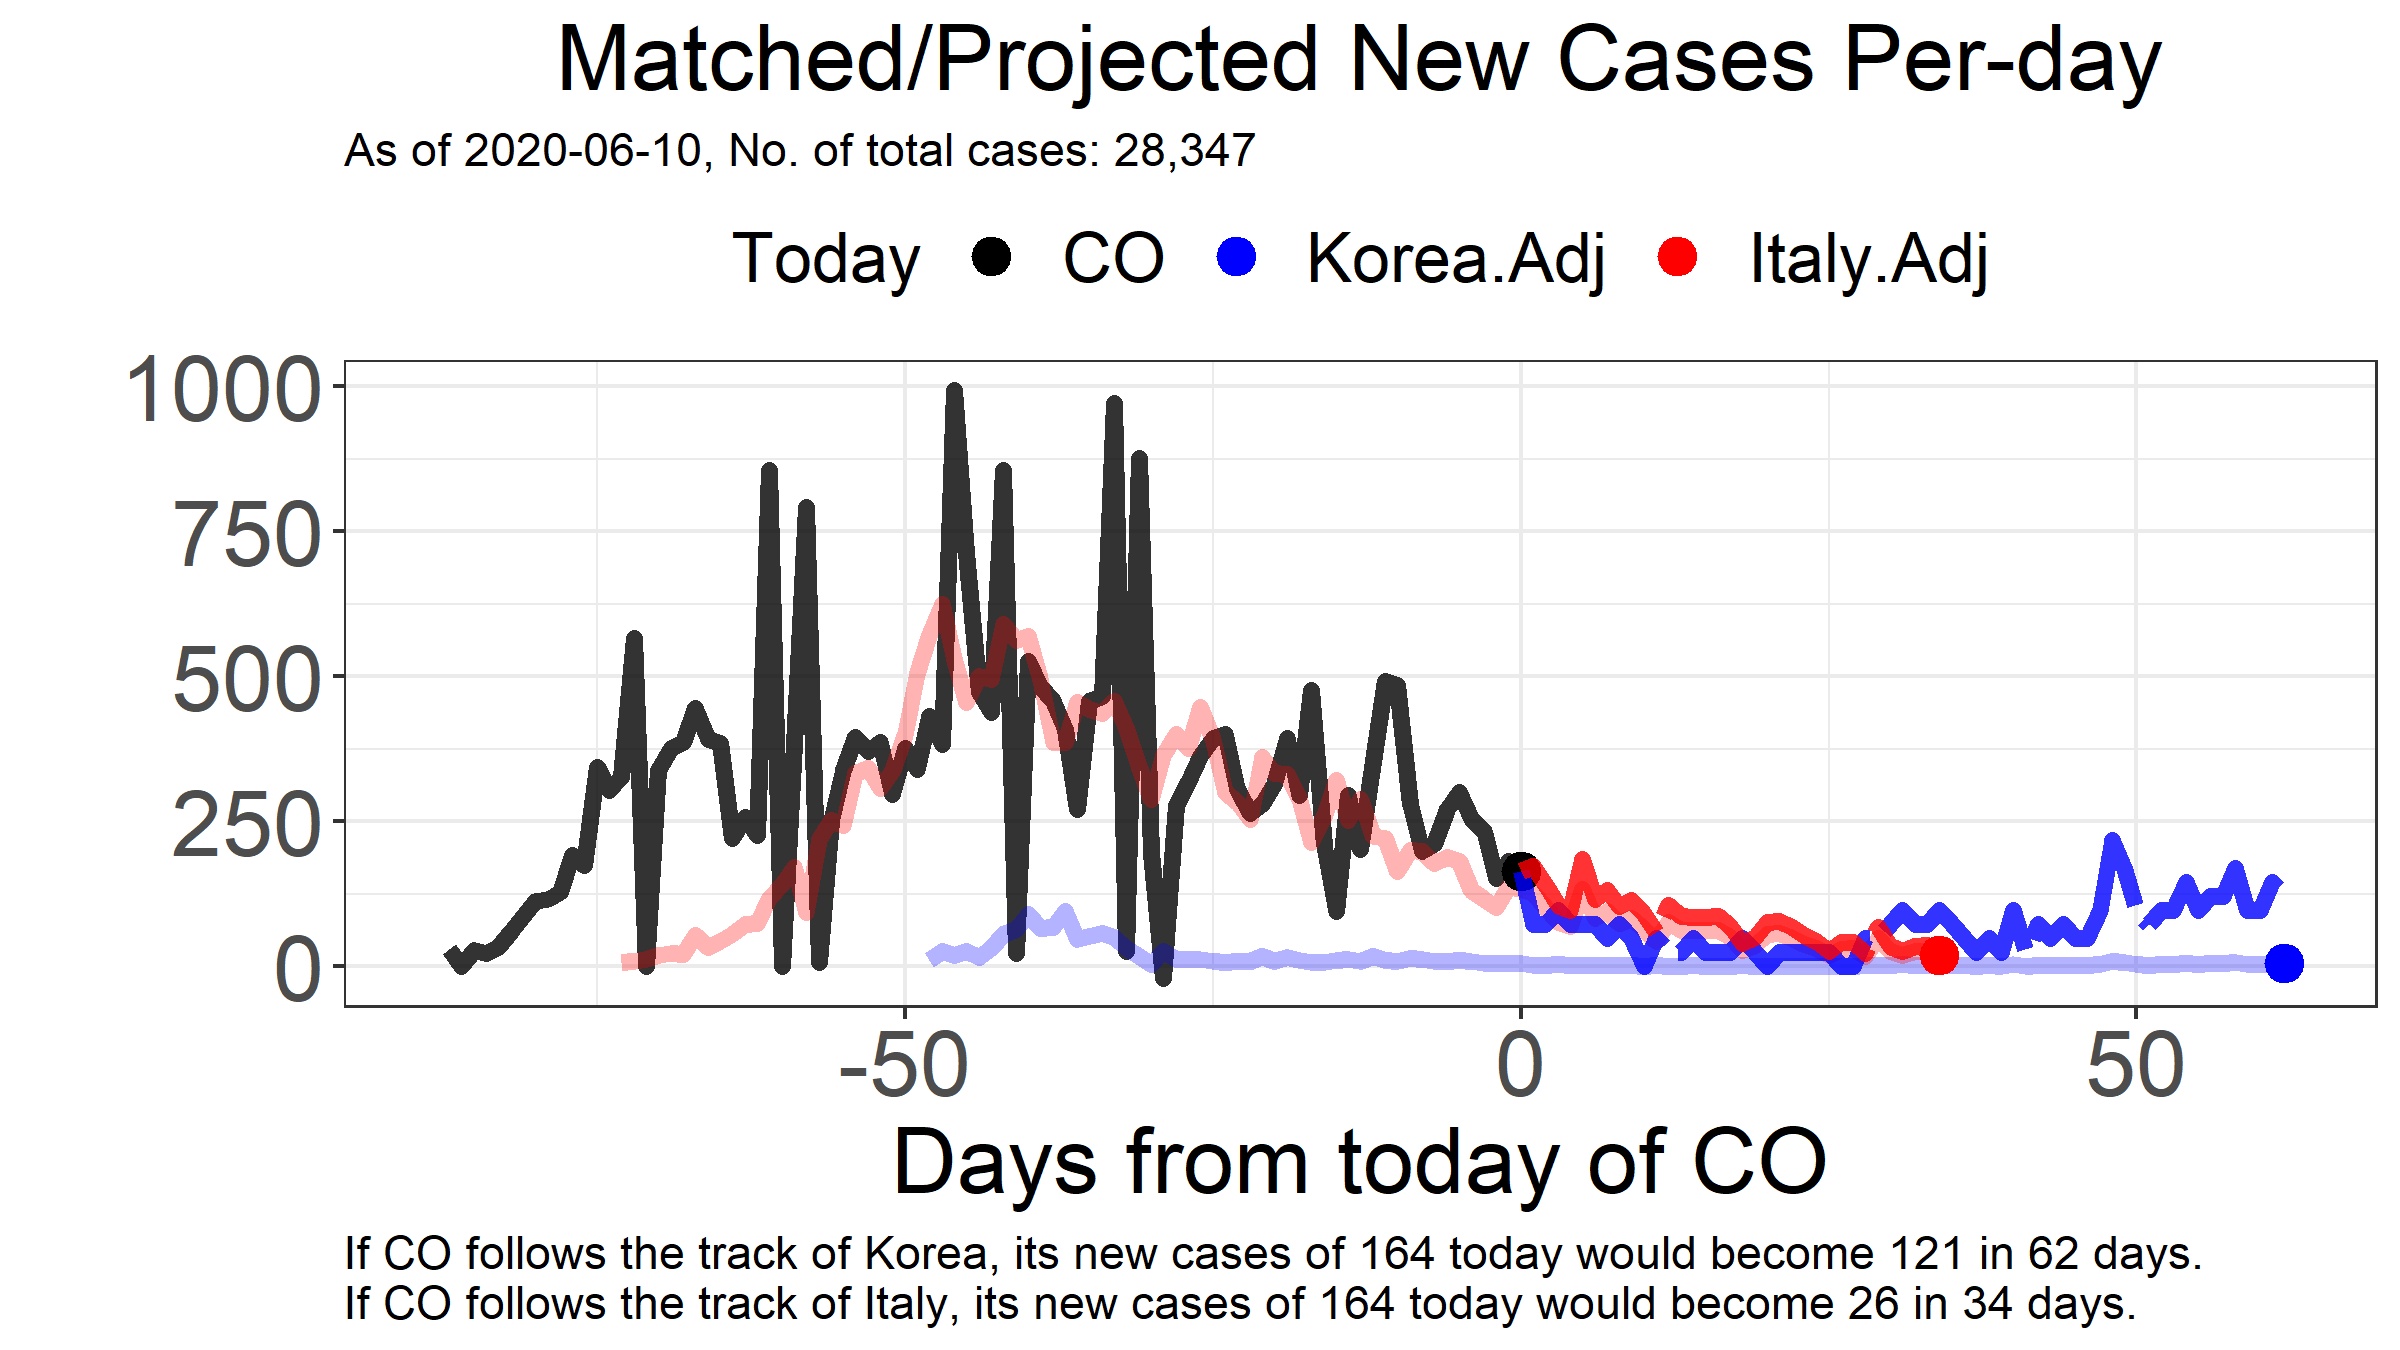 Matched/Projected New Cases Per-day
As of 2020-06-10, No. of total cases: 28,347
Today CO Korea.Adj Italy.Adj
1000
750
500
250
0
-50 0 50
Days from today of CO
If CO follows the track of Korea, its new cases of 164 today would become 121 in 62 days.
If CO follows the track of Italy, its new cases of 164 today would become 26 in 34 days.